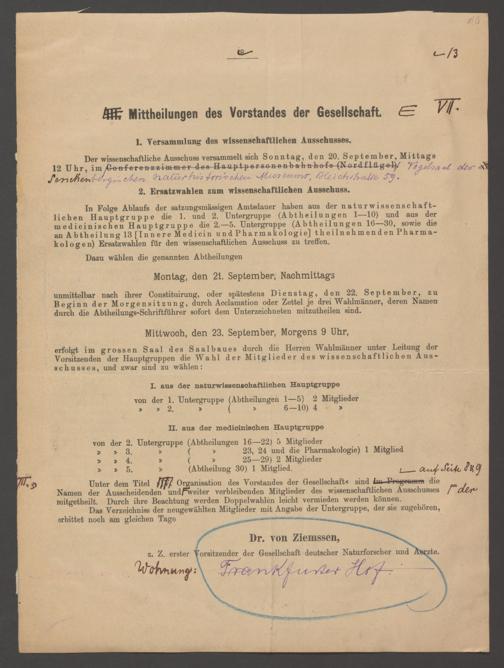 III. Mittheilungen des Vorstandes der Gesellschaft. VII.
1. Versammlung des wissenschaftlichen Ausschusses.
Der wissenschaftliche Ausschuss versammelt sich Sonntag, den 20. September, Mittags
12 Uhr, im Conferenzzimmer des Hauptpersonenbahnhofs (Nordflügel) Vogelsaal der
Senckenbergischen naturhistorischen Museums, Bleichstrasse 59.
2. Ersatzwahlen zum wissenschaftlichen Ausschuss.
In Folge Ablaufs der satzungsmässigen Amtsdauer haben aus der naturwissenschaft-
lichen Hauptgruppe die 1. und 2. Untergruppe (Abtheilungen 1—10) und aus der
medicinischen Hauptgruppe die 2.—5. Untergruppe (Abtheilungen 16—30, sowie die
an Abtheilung 13 [Innere Medicin und Pharmakologie] theilnehmenden Pharma-
kologen) Ersatzwahlen für den wissenschaftlichen Ausschuss zu treffen.
Dazu wählen die genannten Abtheilungen
Montag, den 21. September, Nachmittags
unmittelbar nach ihrer Constituirung, oder spätestens Dienstag, den 22. September, zu
Beginn der Morgensitzung, durch Acclamation oder Zettel je drei Wahlmänner, deren Namen
durch die Abtheilungs-Schriftführer sofort dem Unterzeichneten mitzutheilen sind.
Mittwoch, den 23. September, Morgens 9 Uhr,
erfolgt im grossen Saal des Saalbaues durch die Herren Wahlmänner unter Leitung der
Vorsitzenden der Hauptgruppen die Wahl der Mitglieder des wissenschaftlichen Aus-
schusses, und zwar sind zu wählen:
I. aus der naturwissenschaftlichen Hauptgruppe
von der 1. Untergruppe (Abtheilungen 1—5) 2 Mitglieder
» » 2. » ( » 6—10) 4 »
II. aus der medicinischen Hauptgruppe
von der 2. Untergruppe (Abtheilungen 16—22) 5 Mitglieder
» » 3. » ( » 23, 24 und die Pharmakologie) 1 Mitglied
» » 4. » ( » 25—29) 2 Mitglieder
» » 5. » (Abtheilung 30) 1 Mitglied.
auf Seite 8 u 9
Unter dem Titel Organisation des Vorstandes der Gesellschaft« sind im Programm die
Namen der Ausscheidenden und weiter verbleibenden Mitglieder des wissenschaftlichen Ausschusses der
mitgetheilt. Durch ihre Beachtung werden Doppelwahlen leicht vermieden werden können.
Das Verzeichniss der neugewählten Mitglieder mit Angabe der Untergruppe, der sie zugehören,
erbittet noch am gleichen Tage
Dr. von Ziemssen,
z. Z. erster Vorsitzender der Gesellschaft deutscher Naturforscher und Aerzte.
Wohnung: Frankfurter Hof.